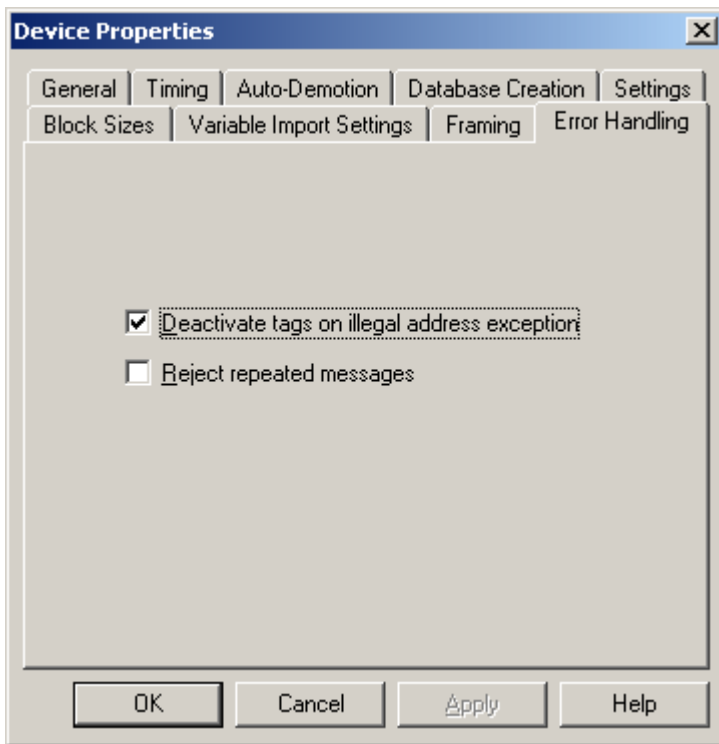 Device Properties
General Timing Auto-Demotion Database Creation Settings
Block Sizes Variable Import Settings Framing Error Handling
Deactivate tags on illegal address exception
Reject repeated messages
OK Cancel Apply Help